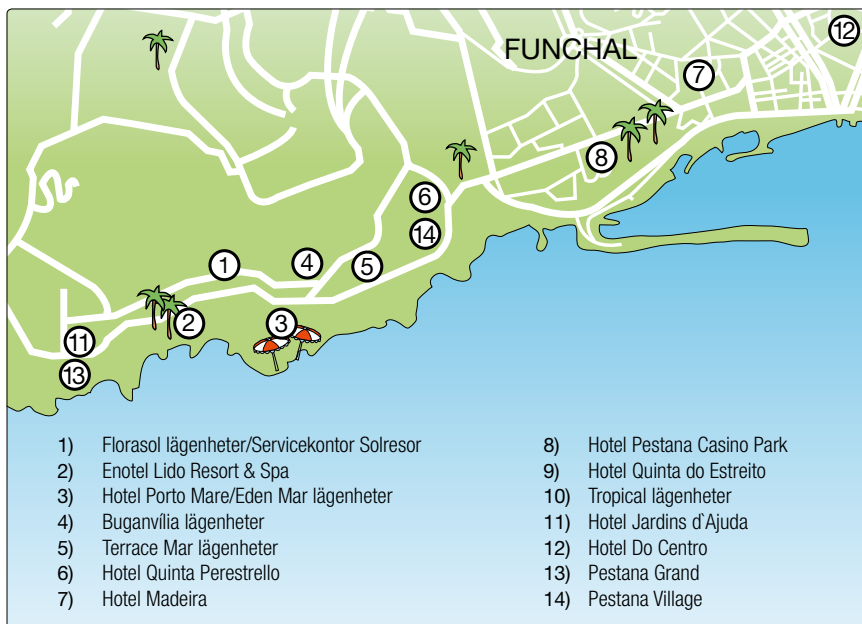 FUNCHAL
12
7
8
6
14
1
4
5
2
3
11
13
1) Florasol lägenheter/Servicekontor Solresor
2) Enotel Lido Resort & Spa
3) Hotel Porto Mare/Eden Mar lägenheter
4) Buganvília lägenheter
5) Terrace Mar lägenheter
6) Hotel Quinta Perestrello
7) Hotel Madeira
8) Hotel Pestana Casino Park
9) Hotel Quinta do Estreito
10) Tropical lägenheter
11) Hotel Jardins d`Ajuda
12) Hotel Do Centro
13) Pestana Grand
14) Pestana Village